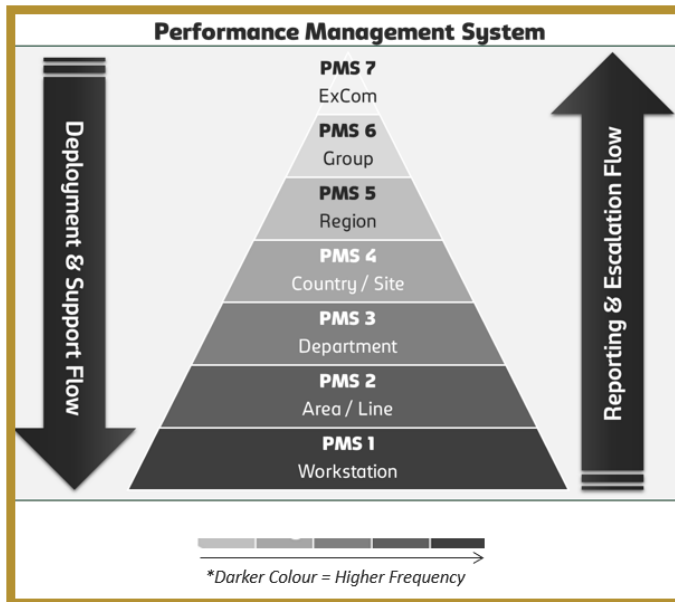 Performance Management System
Deployment & Support Flow
PMS 7
ExCom
PMS 6
Group
PMS 5
Region
PMS 4
Country / Site
PMS 3
Department
PMS 2
Area / Line
PMS 1
Workstation
Reporting & Escalation Flow
*Darker Colour = Higher Frequency